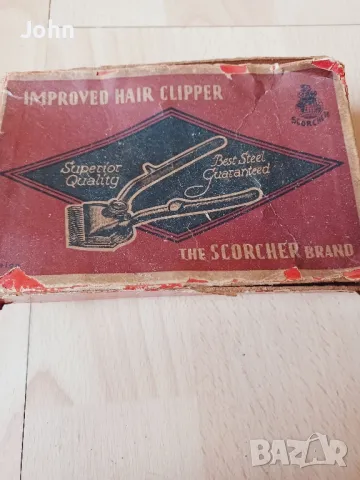 John
IMPROVED HAIR CLIPPER
SCORCHER
Superior
Quality
Best Steel
Guaranteed
THE SCORCHER BRAND
BAZAR